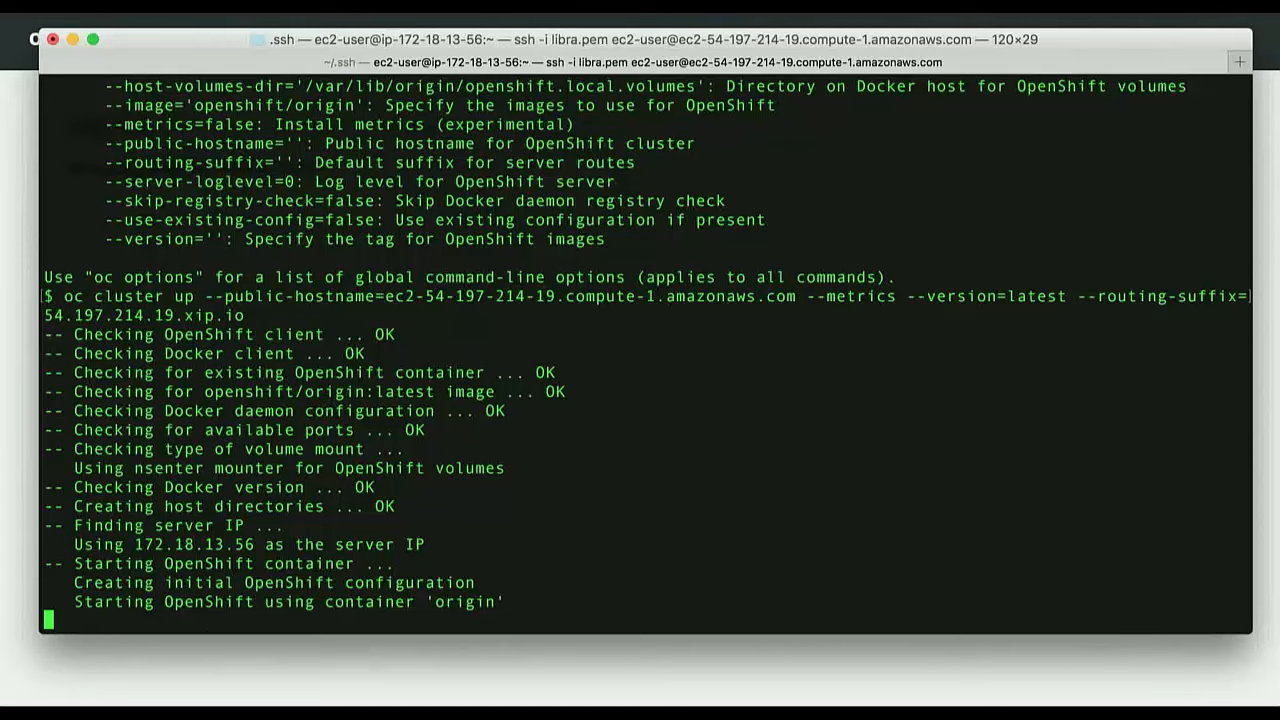 .ssh — ec2-user@ip-172-18-13-56:~ — ssh -i libra.pem ec2-user@ec2-54-197-214-19.compute-1.amazonaws.com — 120×29
~/.ssh — ec2-user@ip-172-18-13-56:~ — ssh -i libra.pem ec2-user@ec2-54-197-214-19.compute-1.amazonaws.com
--host-volumes-dir='/var/lib/origin/openshift.local.volumes': Directory on Docker host for OpenShift volumes
--image='openshift/origin': Specify the images to use for OpenShift
--metrics=false: Install metrics (experimental)
--public-hostname='': Public hostname for OpenShift cluster
--routing-suffix='': Default suffix for server routes
--server-loglevel=0: Log level for OpenShift server
--skip-registry-check=false: Skip Docker daemon registry check
--use-existing-config=false: Use existing configuration if present
--version='': Specify the tag for OpenShift images
Use "oc options" for a list of global command-line options (applies to all commands).
[$ oc cluster up --public-hostname=ec2-54-197-214-19.compute-1.amazonaws.com --metrics --version=latest --routing-suffix=]
54.197.214.19.xip.io
-- Checking OpenShift client ... OK
-- Checking Docker client ... OK
-- Checking for existing OpenShift container ... OK
-- Checking for openshift/origin:latest image ... OK
-- Checking Docker daemon configuration ... OK
-- Checking for available ports ... OK
-- Checking type of volume mount ...
Using nsenter mounter for OpenShift volumes
-- Checking Docker version ... OK
-- Creating host directories ... OK
-- Finding server IP ...
Using 172.18.13.56 as the server IP
-- Starting OpenShift container ...
Creating initial OpenShift configuration
Starting OpenShift using container 'origin'